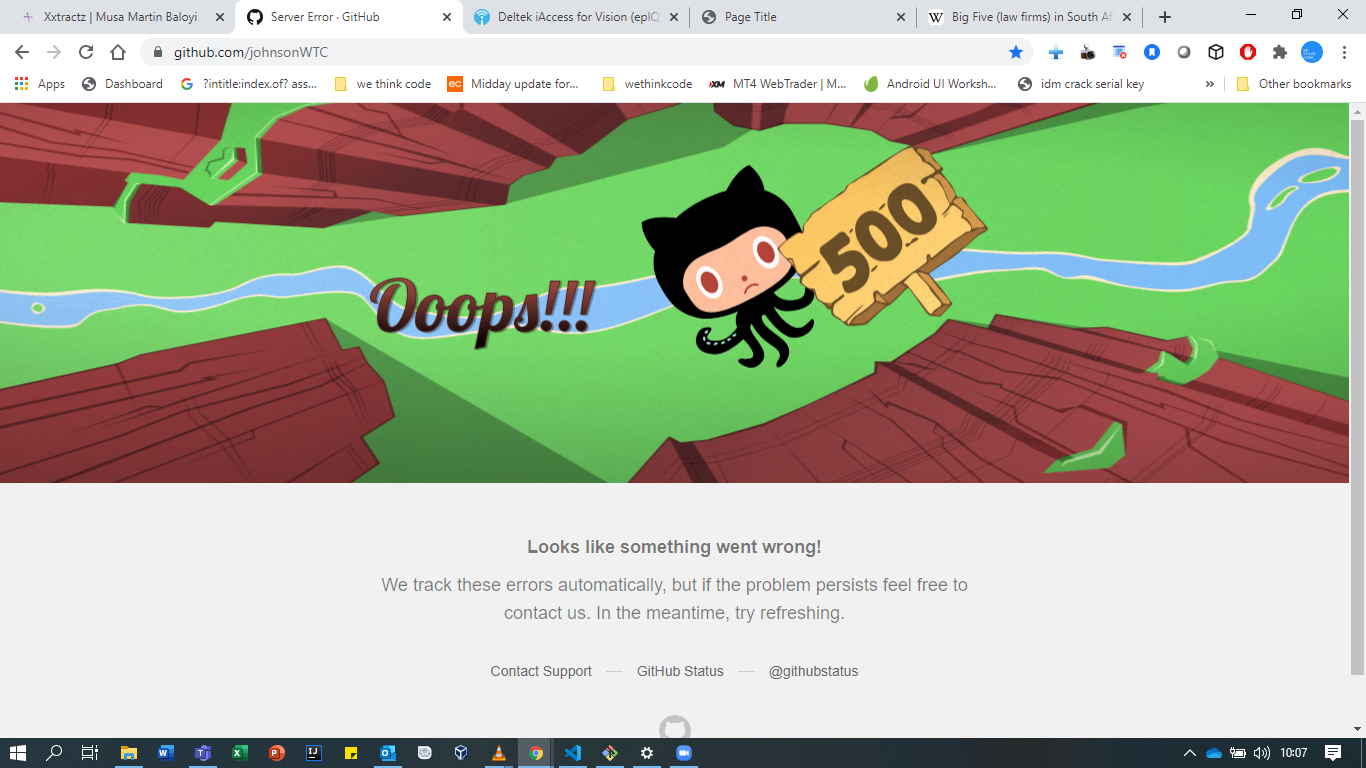 Xxtractz | Musa Martin Baloyi
Server Error · GitHub
Deltek iAccess for Vision (epIQ
Page Title
Big Five (law firms) in South Af
github.com/johnsonWTC
Apps
Dashboard
?intitle:index.of? ass...
we think code
Midday update for...
wethinkcode
MT4 WebTrader | M...
Android UI Worksh...
idm crack serial key
Other bookmarks
Ooops!!!
500
Looks like something went wrong!
We track these errors automatically, but if the problem persists feel free to
contact us. In the meantime, try refreshing.
Contact Support — GitHub Status — @githubstatus
10:07